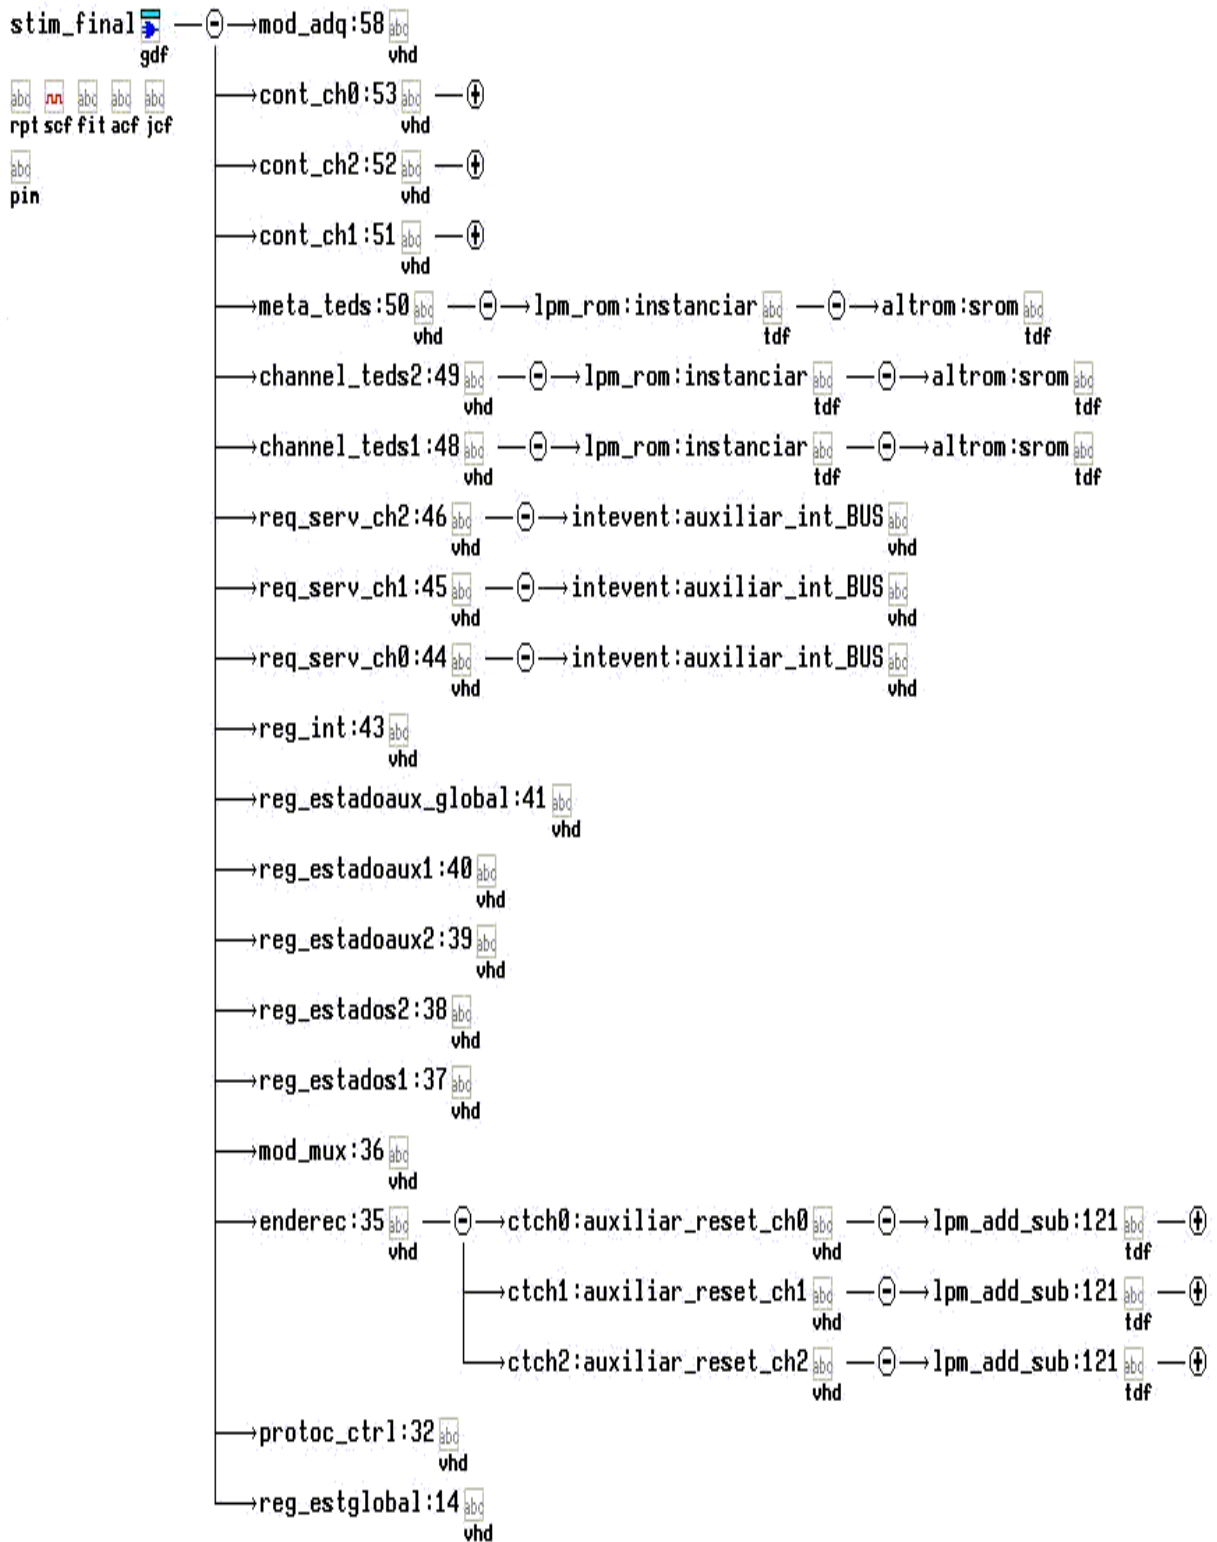 stim_final gdf mod_adq:58 vhd
rpt scf fit acf jcf
pin
cont_ch0:53 vhd
cont_ch2:52 vhd
cont_ch1:51 vhd
meta_teds:50 vhd lpm_rom:instanciar tdf altrom:srom tdf
channel_teds2:49 vhd lpm_rom:instanciar tdf altrom:srom tdf
channel_teds1:48 vhd lpm_rom:instanciar tdf altrom:srom tdf
req_serv_ch2:46 vhd intevent:auxiliar_int_BUS vhd
req_serv_ch1:45 vhd intevent:auxiliar_int_BUS vhd
req_serv_ch0:44 vhd intevent:auxiliar_int_BUS vhd
reg_int:43 vhd
reg_estadoaux_global:41 vhd
reg_estadoaux1:40 vhd
reg_estadoaux2:39 vhd
reg_estados2:38 vhd
reg_estados1:37 vhd
mod_mux:36 vhd
enderec:35 vhd ctch0:auxiliar_reset_ch0 vhd lpm_add_sub:121 tdf
ctch1:auxiliar_reset_ch1 vhd lpm_add_sub:121 tdf
ctch2:auxiliar_reset_ch2 vhd lpm_add_sub:121 tdf
protoc_ctrl:32 vhd
reg_estglobal:14 vhd